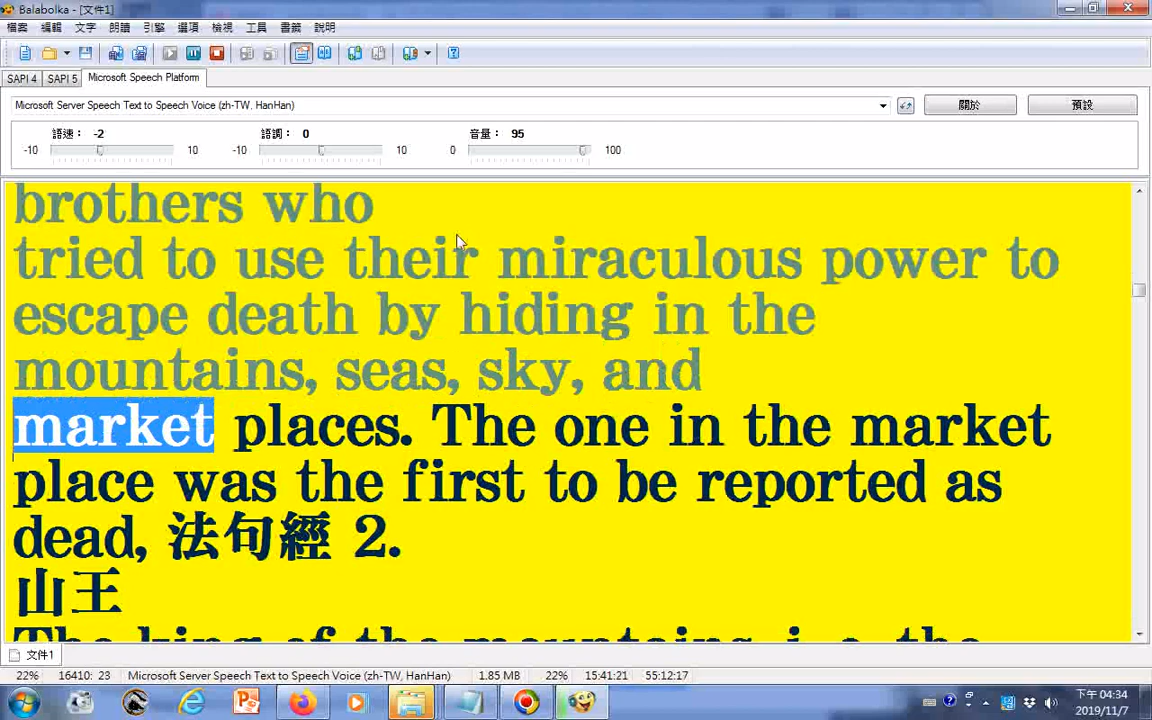 Balabolka - [文件1]
檔案 編輯 文字 朗讀 引擎 選項 檢視 工具 書籤 說明
SAPI 4 SAPI 5 Microsoft Speech Platform
Microsoft Server Speech Text to Speech Voice (zh-TW, HanHan) 關於 預設
語速： -2 語調： 0 音量： 95
-10 10 -10 10 0 100
brothers who
tried to use their miraculous power to
escape death by hiding in the
mountains, seas, sky, and
market places. The one in the market
place was the first to be reported as
dead, 法句經 2.
山王
The king of the mountains, i. e. the
文件1
22% 16410: 23 Microsoft Server Speech Text to Speech Voice (zh-TW, HanHan) 1.85 MB 22% 15:41:21 55:12:17
下午 04:34
2019/11/7